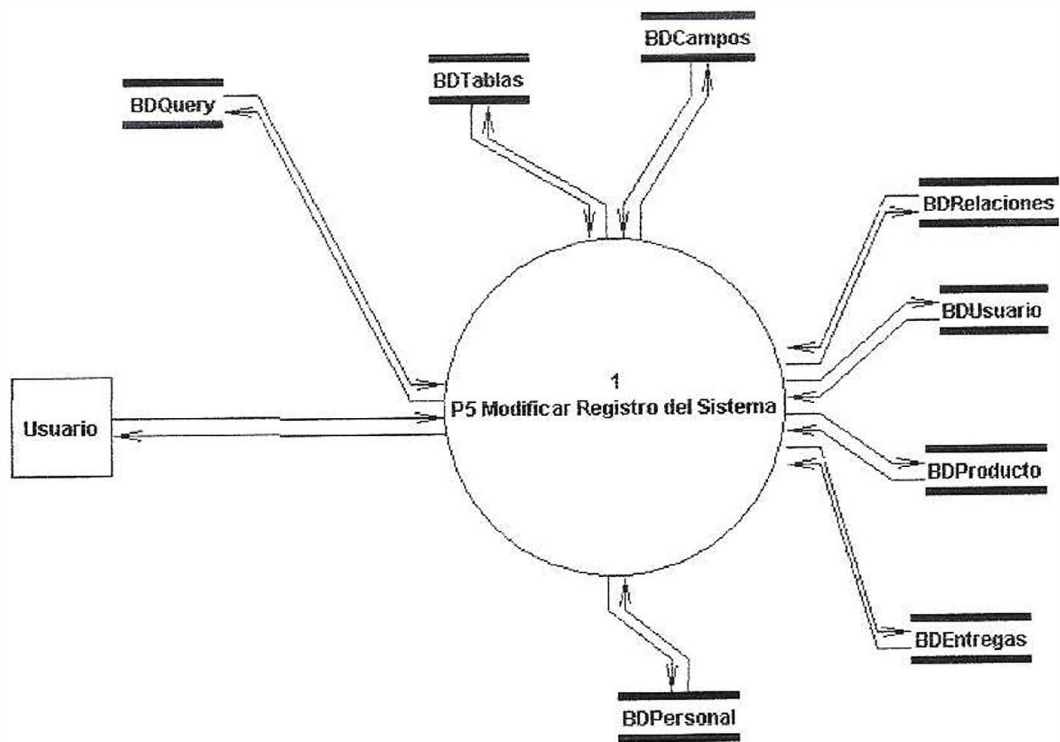 BDCampos
BDTablas
BDQuery
BDRelaciones
BDUsuario
1
P5 Modificar Registro del Sistema
Usuario
BDProducto
BDEntregas
BDPersonal